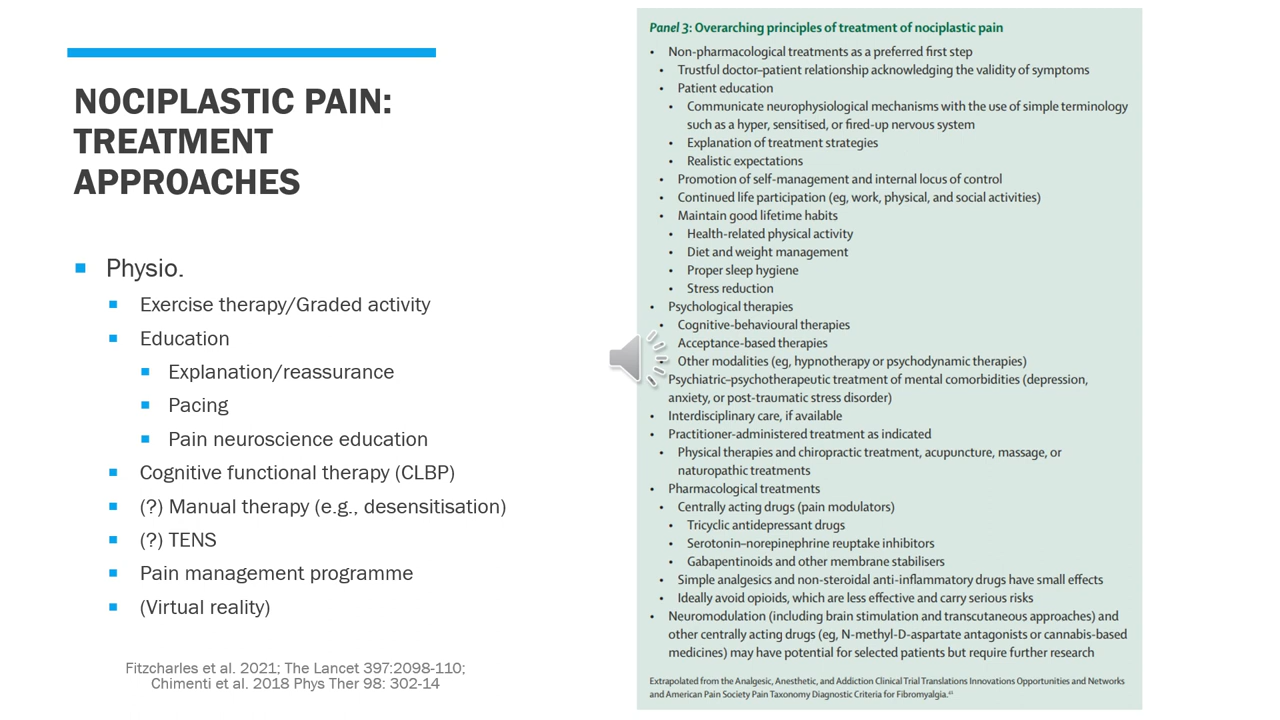 NOCIPLASTIC PAIN:
TREATMENT
APPROACHES
Physio.
Exercise therapy/Graded activity
Education
Explanation/reassurance
Pacing
Pain neuroscience education
Cognitive functional therapy (CLBP)
(?) Manual therapy (e.g., desensitisation)
(?) TENS
Pain management programme
(Virtual reality)
Fitzcharles et al. 2021; The Lancet 397:2098-110;
Chimenti et al. 2018 Phys Ther 98: 302-14
Panel 3: Overarching principles of treatment of nociplastic pain
• Non-pharmacological treatments as a preferred first step
• Trustful doctor–patient relationship acknowledging the validity of symptoms
• Patient education
• Communicate neurophysiological mechanisms with the use of simple terminology
such as a hyper, sensitised, or fired-up nervous system
• Explanation of treatment strategies
• Realistic expectations
• Promotion of self-management and internal locus of control
• Continued life participation (eg, work, physical, and social activities)
• Maintain good lifetime habits
• Health-related physical activity
• Diet and weight management
• Proper sleep hygiene
• Stress reduction
• Psychological therapies
• Cognitive-behavioural therapies
Acceptance-based therapies
• Other modalities (eg, hypnotherapy or psychodynamic therapies)
Psychiatric–psychotherapeutic treatment of mental comorbidities (depression,
anxiety, or post-traumatic stress disorder)
• Interdisciplinary care, if available
• Practitioner-administered treatment as indicated
• Physical therapies and chiropractic treatment, acupuncture, massage, or
naturopathic treatments
• Pharmacological treatments
• Centrally acting drugs (pain modulators)
• Tricyclic antidepressant drugs
• Serotonin–norepinephrine reuptake inhibitors
• Gabapentinoids and other membrane stabilisers
• Simple analgesics and non-steroidal anti-inflammatory drugs have small effects
• Ideally avoid opioids, which are less effective and carry serious risks
• Neuromodulation (including brain stimulation and transcutaneous approaches) and
other centrally acting drugs (eg, N-methyl-D-aspartate antagonists or cannabis-based
medicines) may have potential for selected patients but require further research
Extrapolated from the Analgesic, Anesthetic, and Addiction Clinical Trial Translations Innovations Opportunities and Networks
and American Pain Society Pain Taxonomy Diagnostic Criteria for Fibromyalgia.